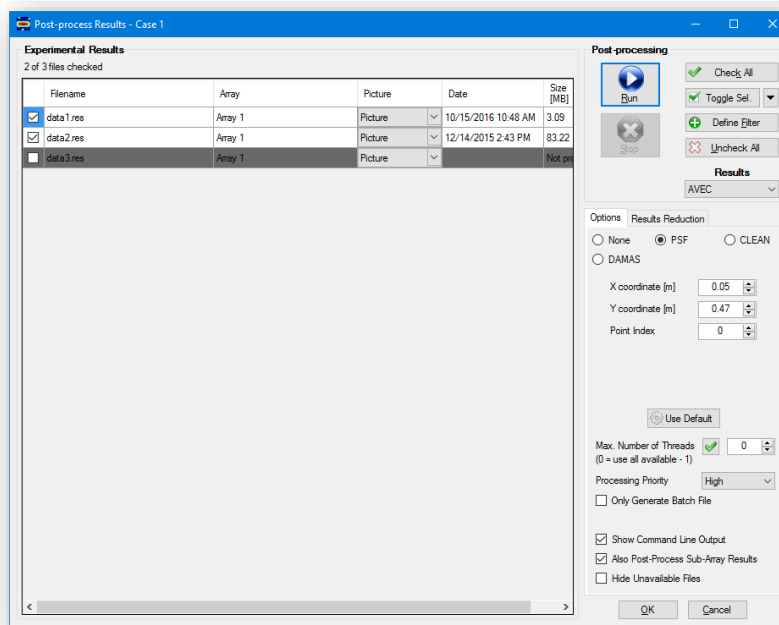 Post-process Results - Case 1
Experimental Results
2 of 3 files checked
Filename Array Picture Date Size [MB]
data1.res Array 1 Picture 10/15/2016 10:48 AM 3.09
data2.res Array 1 Picture 12/14/2015 2:43 PM 83.22
data3.res Array 1 Picture Not pro
Post-processing
Run
Stop
Check All
Toggle Sel.
Define Filter
Uncheck All
Results
AVEC
Options Results Reduction
None PSF CLEAN
DAMAS
X coordinate [m] 0.05
Y coordinate [m] 0.47
Point Index 0
Use Default
Max. Number of Threads 0
(0 = use all available - 1)
Processing Priority High
Only Generate Batch File
Show Command Line Output
Also Post-Process Sub-Array Results
Hide Unavailable Files
OK Cancel